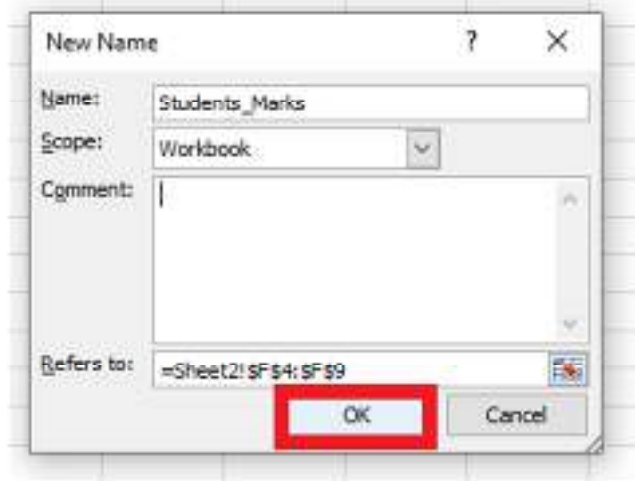 New Name ?
Name: Students_Marks
Scope: Workbook
Comment:
Refers to: =Sheet2!$F$4:$F$9
OK Cancel